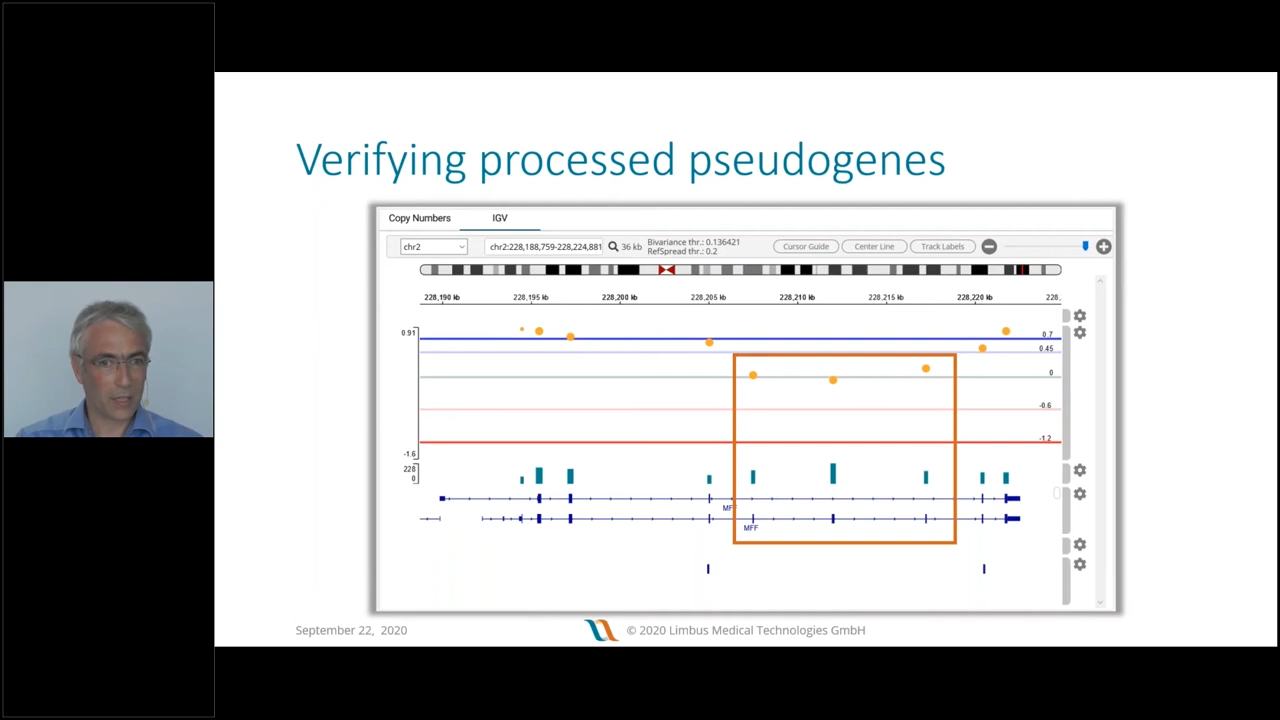 Verifying processed pseudogenes
Copy Numbers IGV
chr2 chr2:228,188,759-228,224,881 36 kb Bivariance thr.: 0.136421 Cursor Guide Center Line Track Labels
RefSpread thr.: 0.2
228,190 kb 228,195 kb 228,200 kb 228,205 kb 228,210 kb 228,215 kb 228,220 kb 228,
0.91 0.7
0.45
0
-0.6
-1.2
-1.6
228
0
MF
MFF
September 22, 2020 © 2020 Limbus Medical Technologies GmbH